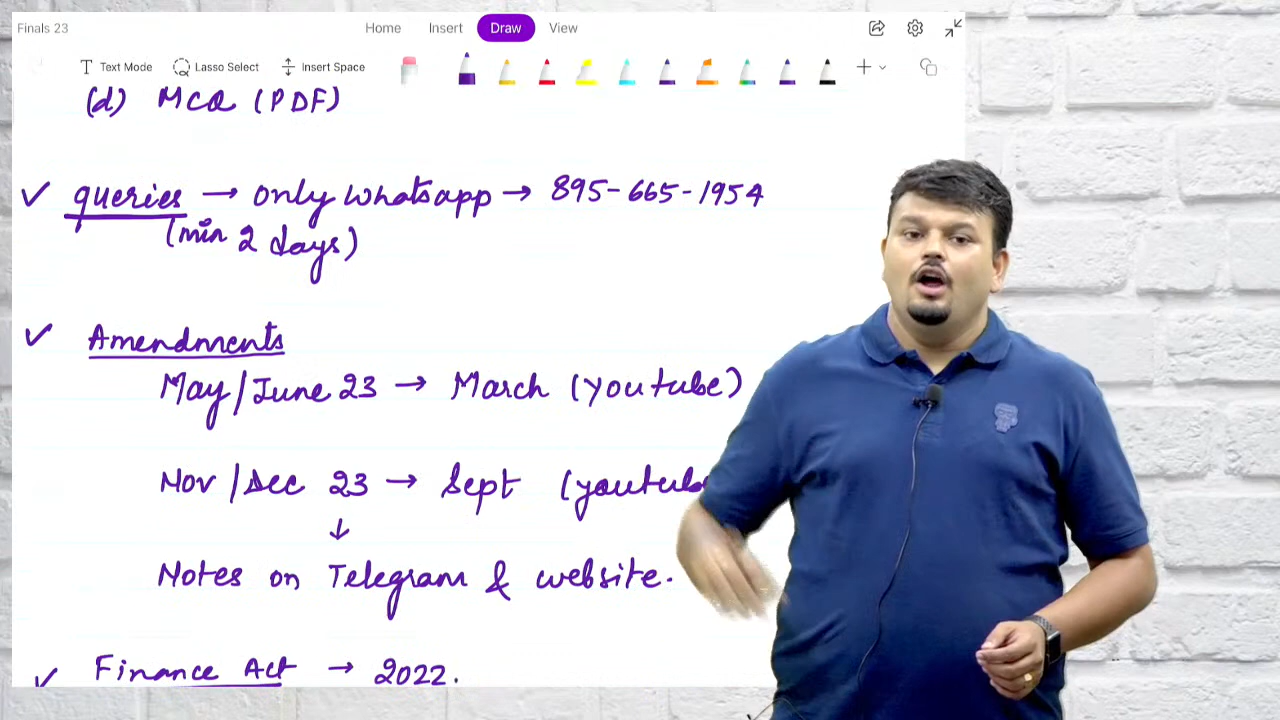 Finals 23
Home Insert Draw View
Text Mode Lasso Select Insert Space
(d) MCQ (PDF)
✓ queries → only whatsapp → 895-665-1954
(min 2 days)
✓ Amendments
May/June 23 → March (youtube)
Nov/Dec 23 → Sept (youtube
↓
Notes on Telegram & website.
✓ Finance Act → 2022.